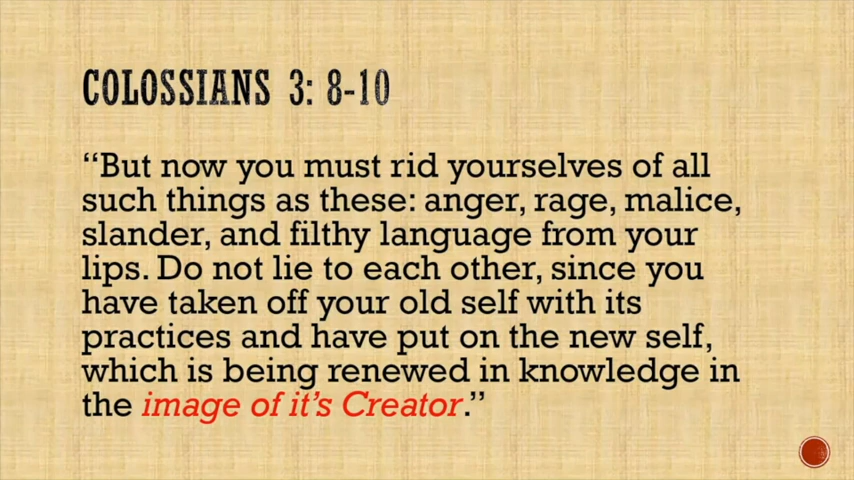 COLOSSIANS 3: 8-10
“But now you must rid yourselves of all
such things as these: anger, rage, malice,
slander, and filthy language from your
lips. Do not lie to each other, since you
have taken off your old self with its
practices and have put on the new self,
which is being renewed in knowledge in
the image of it’s Creator.”